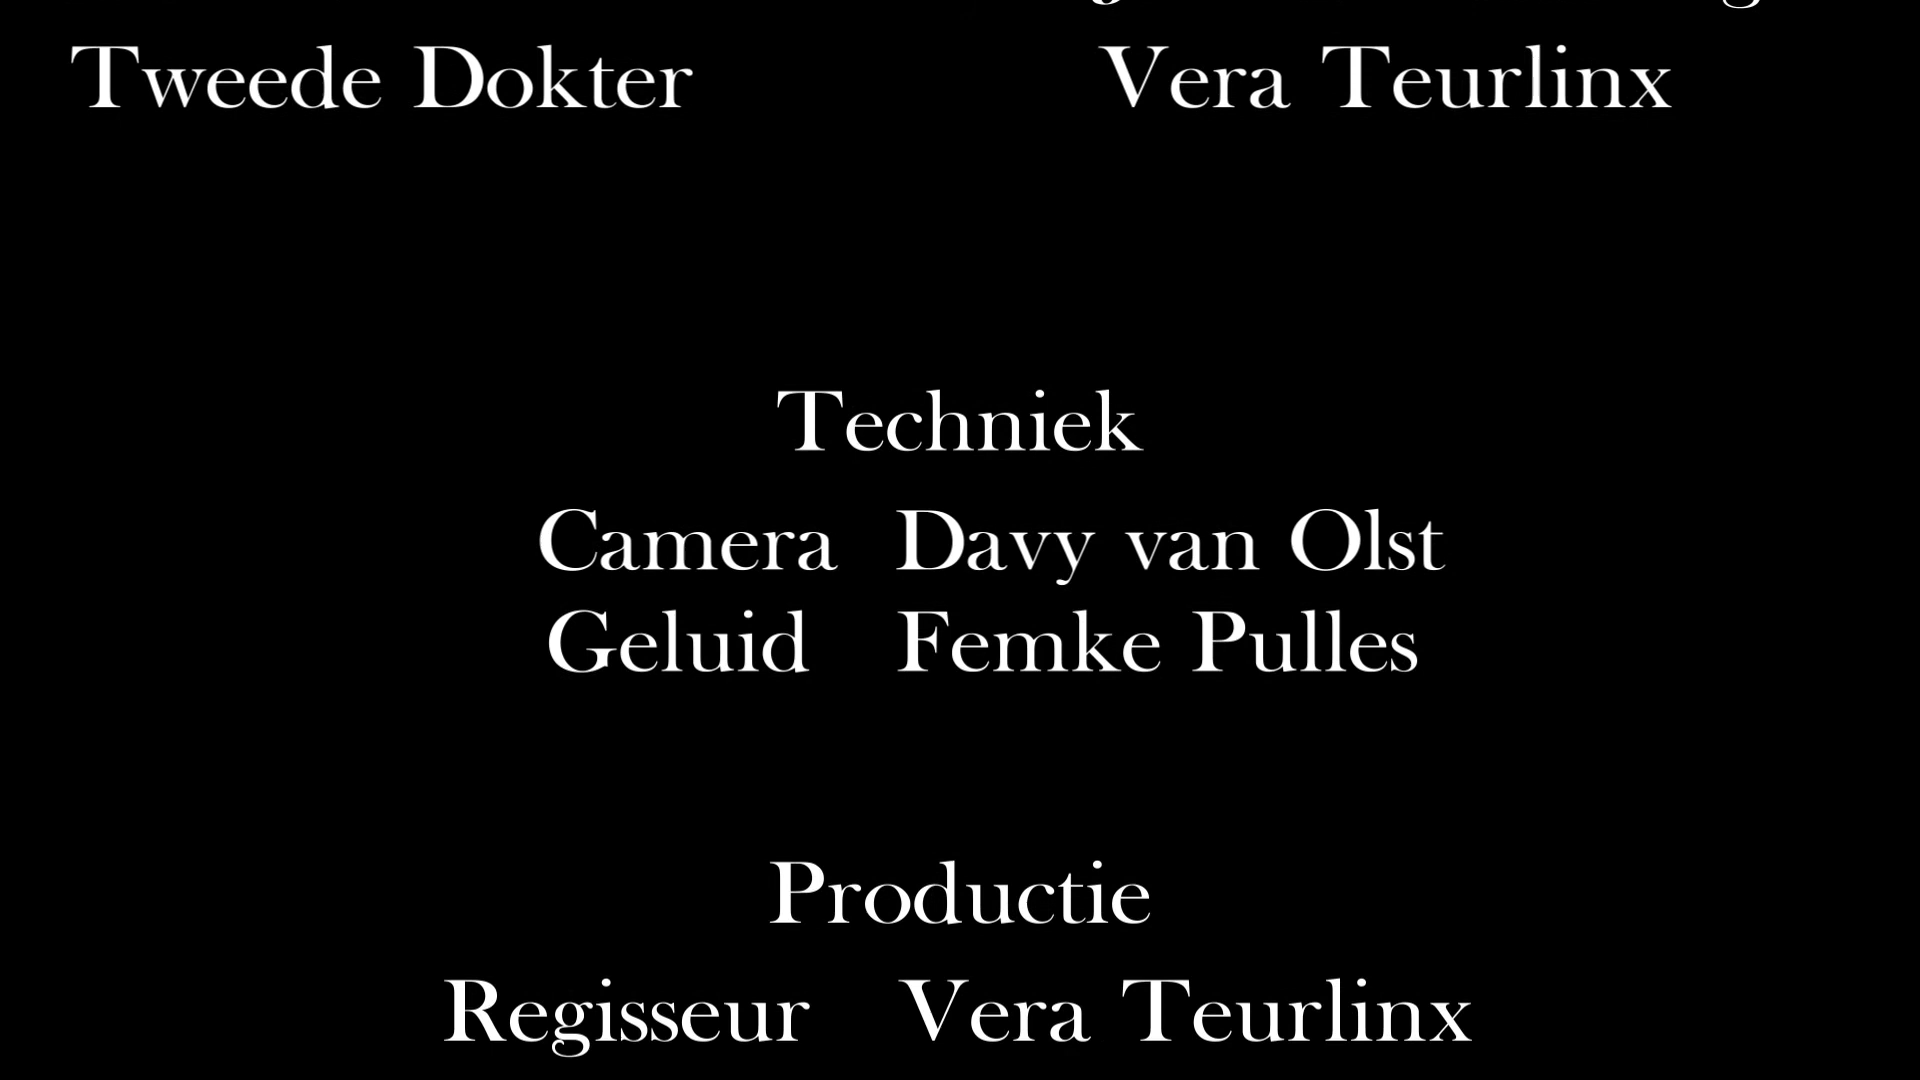 Tweede Dokter Vera Teurlinx
Techniek
Camera Davy van Olst
Geluid Femke Pulles
Productie
Regisseur Vera Teurlinx